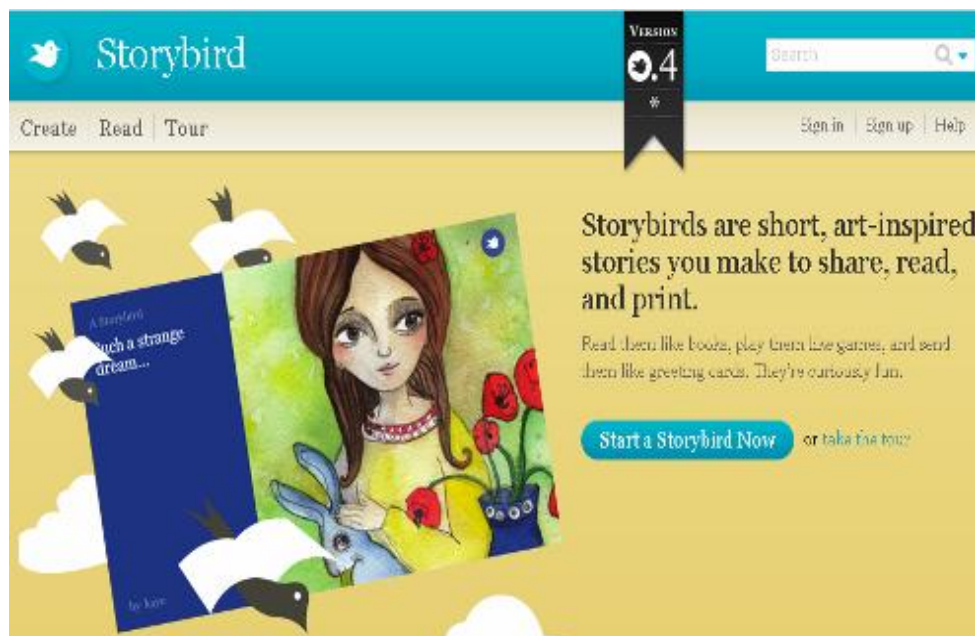 Storybird
VERSION
0.4
*
Search
Create Read Tour
Sign in Sign up Help
Storybirds are short, art-inspired
stories you make to share, read,
and print.
Read them like books, play them like games, and send
them like greeting cards. They're curiously fun.
Start a Storybird Now or take the tour
A Storybird
Such a strange
dream...